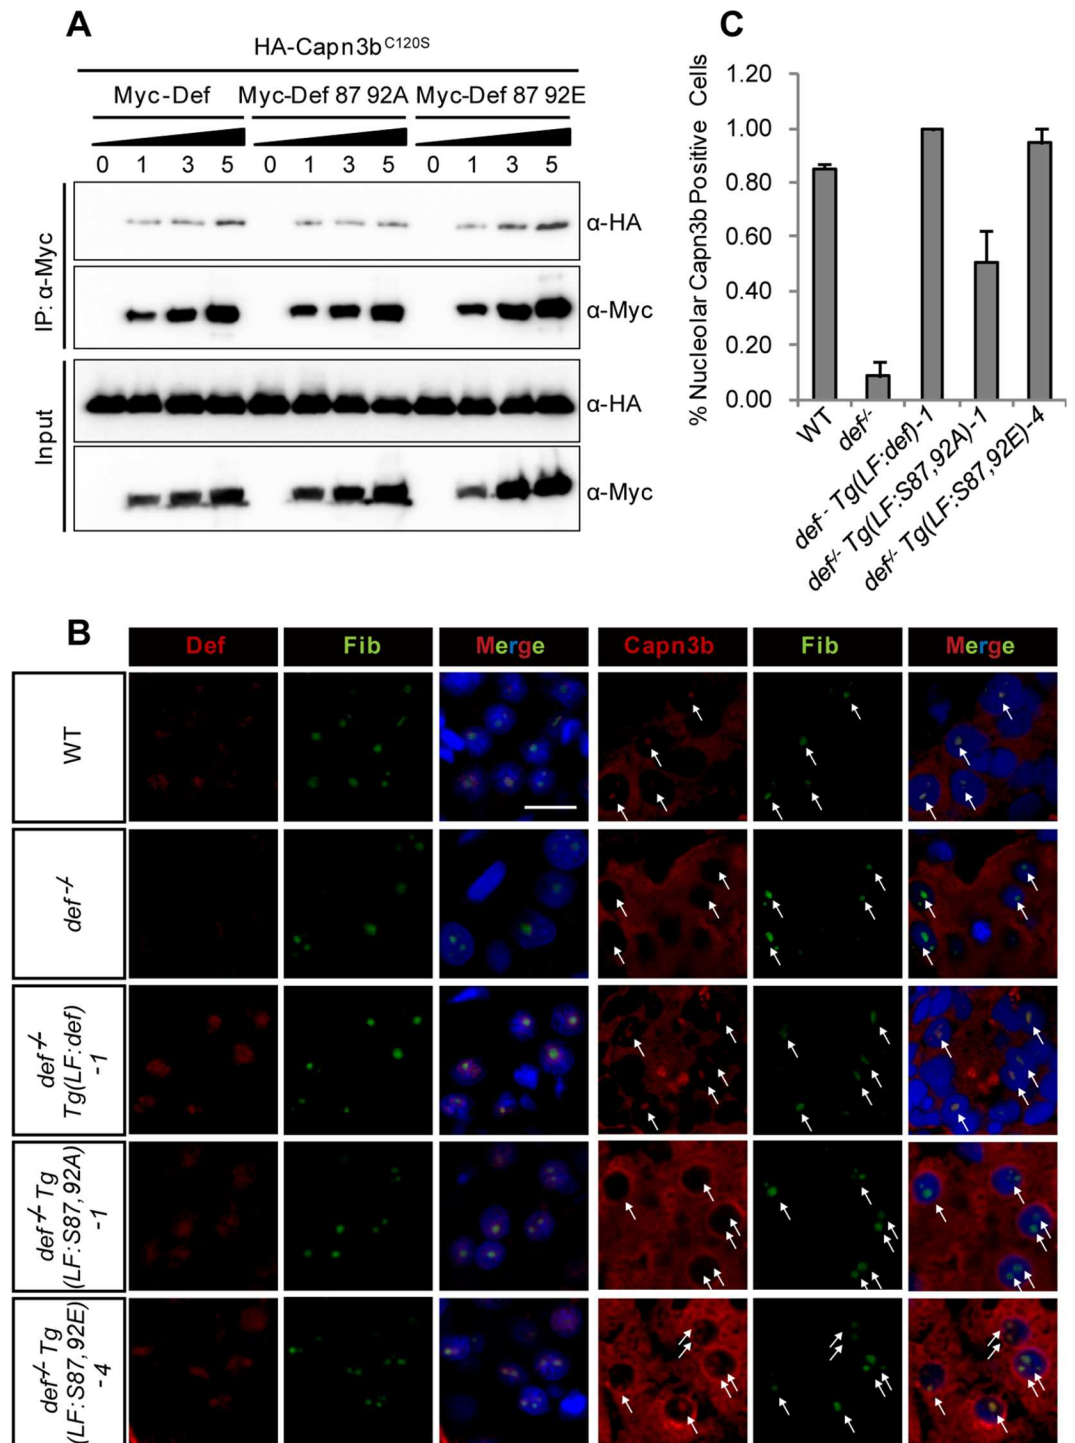 A
HA-Capn3b^C120S
Myc-Def Myc-Def 87 92A Myc-Def 87 92E
0 1 3 5 0 1 3 5 0 1 3 5
IP: α-Myc
α-HA
α-Myc
Input
α-HA
α-Myc
C
% Nucleolar Capn3b Positive Cells
1.20
1.00
0.80
0.60
0.40
0.20
0.00
WT
def-/-
def-/- Tg(LF:def)-1
def-/- Tg(LF:S87,92A)-1
def-/- Tg(LF:S87,92E)-4
B
Def Fib Merge Capn3b Fib Merge
WT
def-/-
def-/-
Tg(LF:def)
-1
def-/- Tg
(LF:S87,92A)
-1
def-/- Tg
(LF:S87,92E)
-4